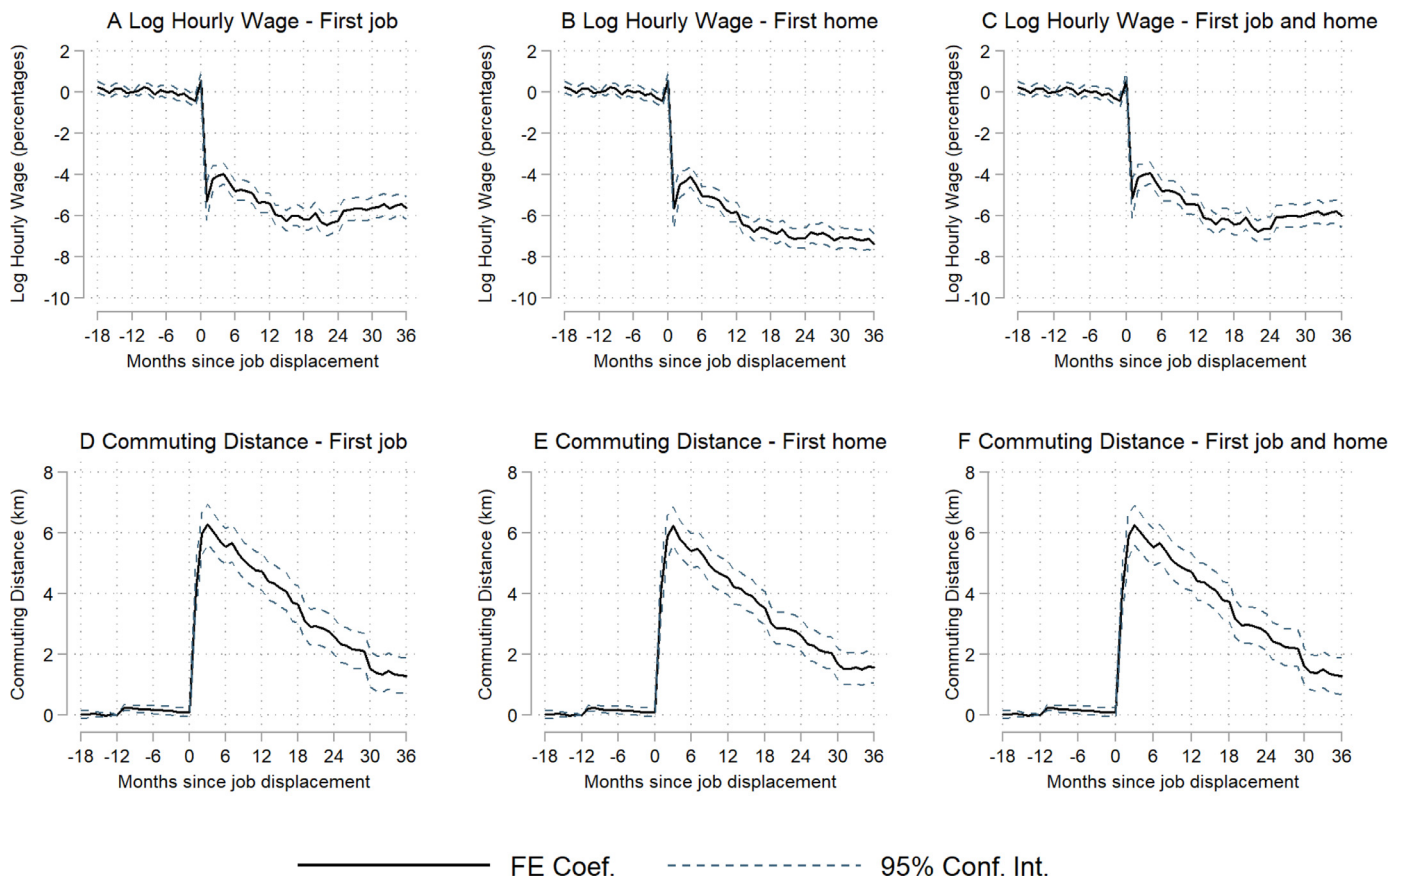 A Log Hourly Wage - First job
Log Hourly Wage (percentages)
2
0
-2
-4
-6
-8
-10
-18 -12 -6 0 6 12 18 24 30 36
Months since job displacement
B Log Hourly Wage - First home
Log Hourly Wage (percentages)
2
0
-2
-4
-6
-8
-10
-18 -12 -6 0 6 12 18 24 30 36
Months since job displacement
C Log Hourly Wage - First job and home
Log Hourly Wage (percentages)
2
0
-2
-4
-6
-8
-10
-18 -12 -6 0 6 12 18 24 30 36
Months since job displacement
D Commuting Distance - First job
Commuting Distance (km)
8
6
4
2
0
-18 -12 -6 0 6 12 18 24 30 36
Months since job displacement
E Commuting Distance - First home
Commuting Distance (km)
8
6
4
2
0
-18 -12 -6 0 6 12 18 24 30 36
Months since job displacement
F Commuting Distance - First job and home
Commuting Distance (km)
8
6
4
2
0
-18 -12 -6 0 6 12 18 24 30 36
Months since job displacement
FE Coef. 95% Conf. Int.